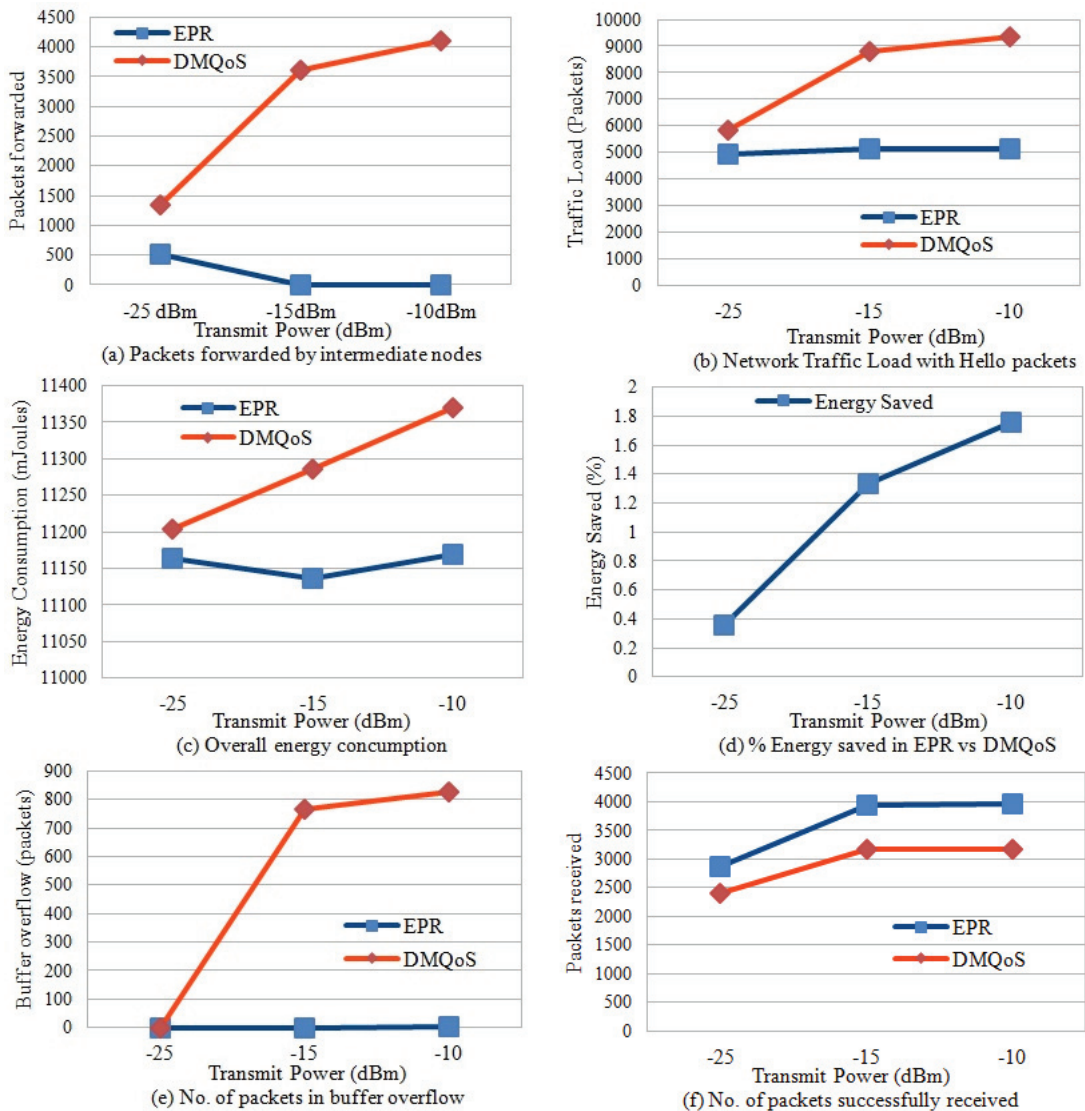 4500
4000
3500
3000
2500
2000
1500
1000
500
0
Packets forwarded
EPR
DMQoS
-25 dBm
-15dBm
-10dBm
Transmit Power (dBm)
(a) Packets forwarded by intermediate nodes
10000
9000
8000
7000
6000
5000
4000
3000
2000
1000
0
Traffic Load (Packets)
EPR
DMQoS
-25
-15
-10
Transmit Power (dBm)
(b) Network Traffic Load with Hello packets
11400
11350
11300
11250
11200
11150
11100
11050
11000
Energy Consumption (mJoules)
EPR
DMQoS
-25
-15
-10
Transmit Power (dBm)
(c) Overall energy concumption
2
1.8
1.6
1.4
1.2
1
0.8
0.6
0.4
0.2
0
Energy Saved (%)
Energy Saved
-25
-15
-10
Transmit Power (dBm)
(d) % Energy saved in EPR vs DMQoS
900
800
700
600
500
400
300
200
100
0
Buffer overflow (packets)
EPR
DMQoS
-25
-15
-10
Transmit Power (dBm)
(e) No. of packets in buffer overflow
4500
4000
3500
3000
2500
2000
1500
1000
500
0
Packets received
EPR
DMQoS
-25
-15
-10
Transmit Power (dBm)
(f) No. of packets successfully received